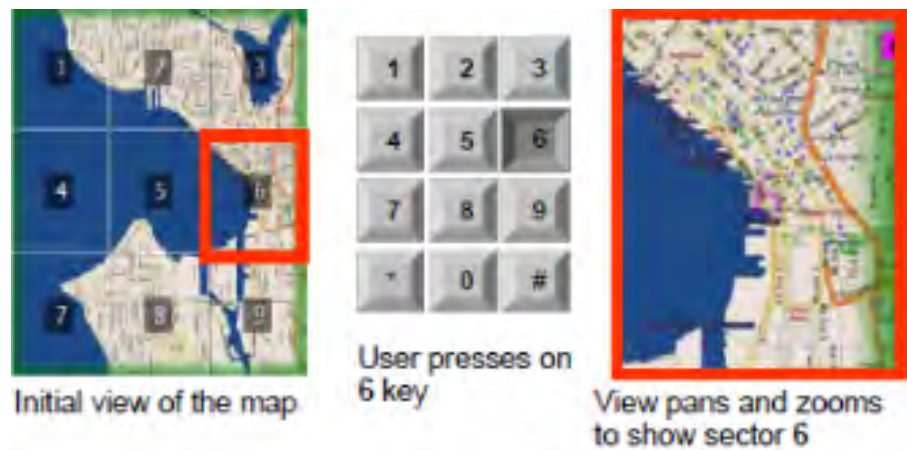 1 2 3
4 5 6
7 8 9
1 2 3
4 5 6
7 8 9
* 0 #
Initial view of the map
User presses on
6 key
View pans and zooms
to show sector 6